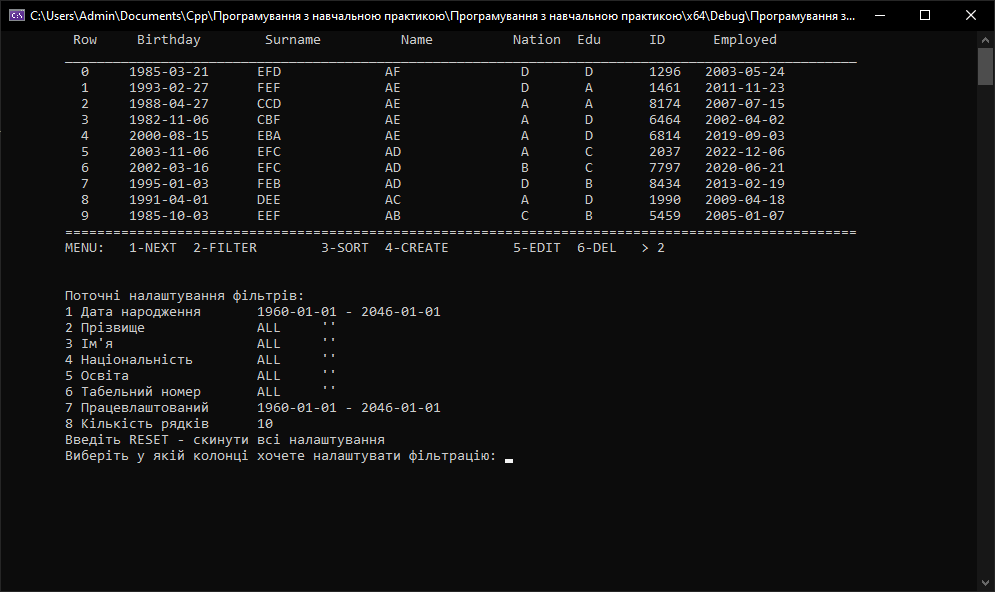 C:\Users\Admin\Documents\Cpp\Програмування з навчальною практикою\Програмування з навчальною практикою\x64\Debug\Програмування з...
Row Birthday Surname Name Nation Edu ID Employed
0 1985-03-21 EFD AF D D 1296 2003-05-24
1 1993-02-27 FEF AE D A 1461 2011-11-23
2 1988-04-27 CCD AE A A 8174 2007-07-15
3 1982-11-06 CBF AE A D 6464 2002-04-02
4 2000-08-15 EBA AE A D 6814 2019-09-03
5 2003-11-06 EFC AD A C 2037 2022-12-06
6 2002-03-16 EFC AD B C 7797 2020-06-21
7 1995-01-03 FEB AD D B 8434 2013-02-19
8 1991-04-01 DEE AC A D 1990 2009-04-18
9 1985-10-03 EEF AB C B 5459 2005-01-07
===================================================================================================
MENU: 1-NEXT 2-FILTER 3-SORT 4-CREATE 5-EDIT 6-DEL > 2
Поточні налаштування фільтрів:
1 Дата народження 1960-01-01 - 2046-01-01
2 Прізвище ALL ''
3 Ім'я ALL ''
4 Національність ALL ''
5 Освіта ALL ''
6 Табельний номер ALL ''
7 Працевлаштований 1960-01-01 - 2046-01-01
8 Кількість рядків 10
Введіть RESET - скинути всі налаштування
Виберіть у якій колонці хочете налаштувати фільтрацію: